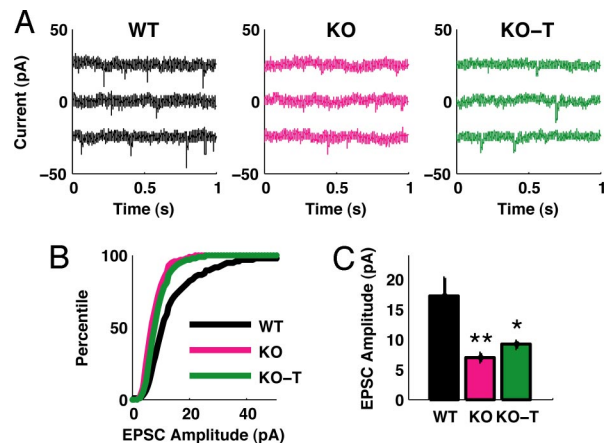 A
WT
KO
KO–T
Current (pA)
50
0
−50
0
0.5
1
Time (s)
50
0
−50
0
0.5
1
Time (s)
50
0
−50
0
0.5
1
Time (s)
B
Percentile
100
50
0
0
20
40
EPSC Amplitude (pA)
WT
KO
KO–T
C
EPSC Amplitude (pA)
20
15
10
5
0
**
*
WT
KO
KO–T